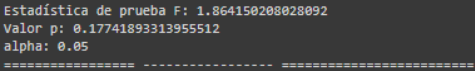 Estadística de prueba F: 1.864150208028092
Valor p: 0.17741893313955512
alpha: 0.05
================= ----------------- =========================